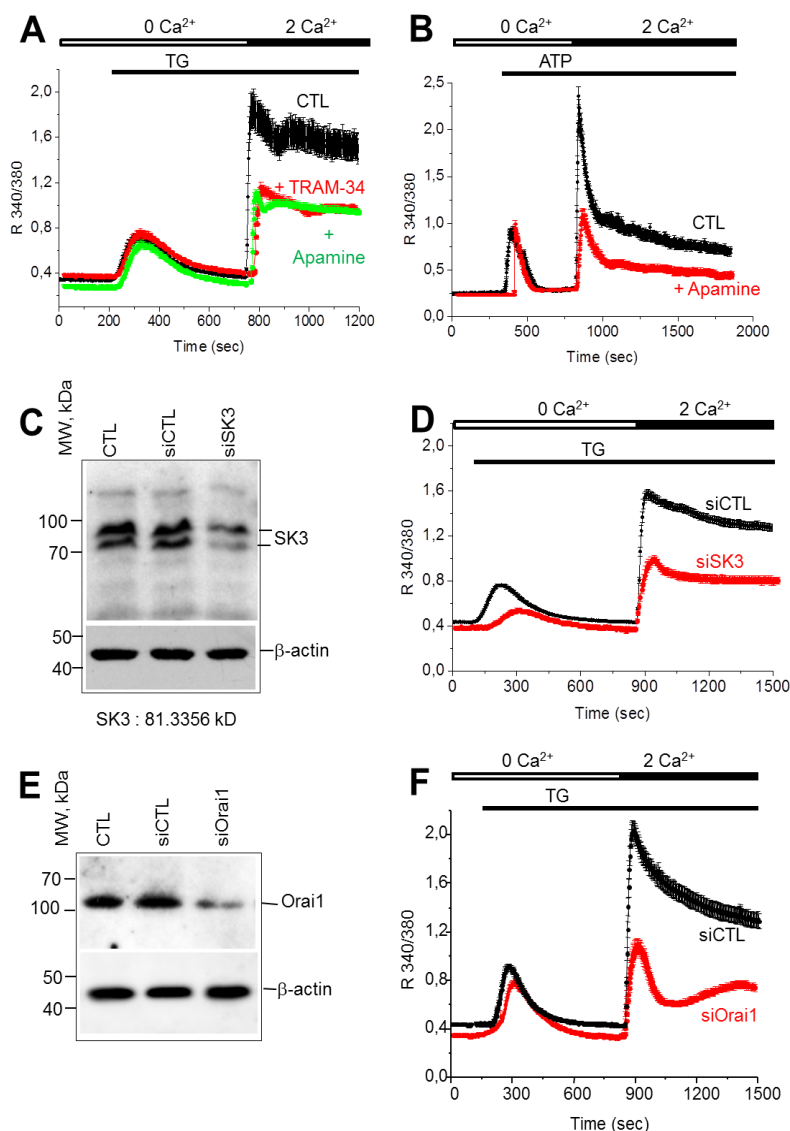 A
0 Ca²⁺ 2 Ca²⁺
TG
2,0
1,6
1,2
0,8
0,4
R 340/380
CTL
+ TRAM-34
+
Apamine
0 200 400 600 800 1000 1200
Time (sec)
B
0 Ca²⁺ 2 Ca²⁺
ATP
2,5
2,0
1,5
1,0
0,5
0,0
R 340/380
CTL
+ Apamine
0 500 1000 1500 2000
Time (sec)
C
MW, kDa
CTL
siCTL
siSK3
100
70
SK3
50
40
β-actin
SK3 : 81.3356 kD
D
0 Ca²⁺ 2 Ca²⁺
TG
2,0
1,6
1,2
0,8
0,4
0,0
R 340/380
siCTL
siSK3
0 300 600 900 1200 1500
Time (sec)
E
MW, kDa
CTL
siCTL
siOrai1
70
100
Orai1
50
40
β-actin
F
0 Ca²⁺ 2 Ca²⁺
TG
2,0
1,6
1,2
0,8
0,4
0,0
R 340/380
siCTL
siOrai1
0 300 600 900 1200 1500
Time (sec)